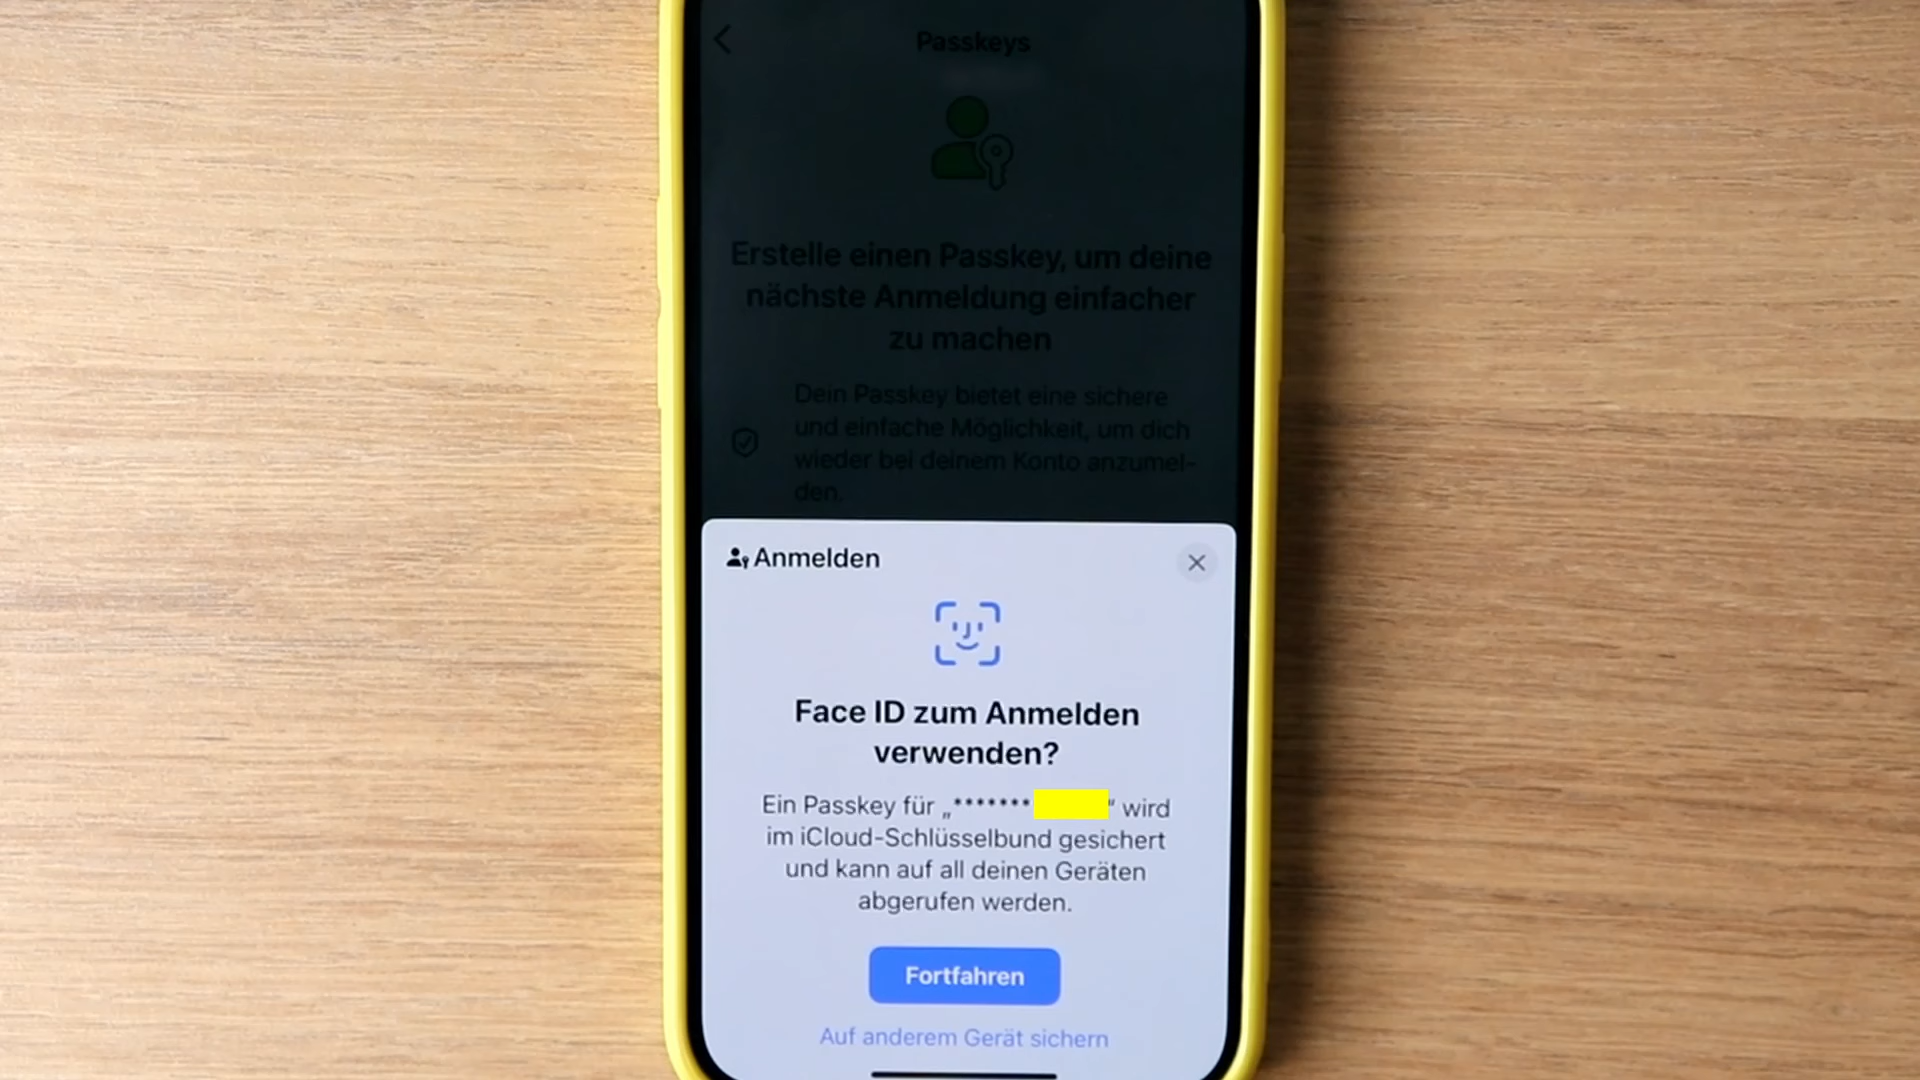 Passkeys
Erstelle einen Passkey, um deine
nächste Anmeldung einfacher
zu machen
Dein Passkey bietet eine sichere
und einfache Möglichkeit, um dich
wieder bei deinem Konto anzumel-
den.
Anmelden
Face ID zum Anmelden
verwenden?
Ein Passkey für „******* “ wird
im iCloud-Schlüsselbund gesichert
und kann auf all deinen Geräten
abgerufen werden.
Fortfahren
Auf anderem Gerät sichern